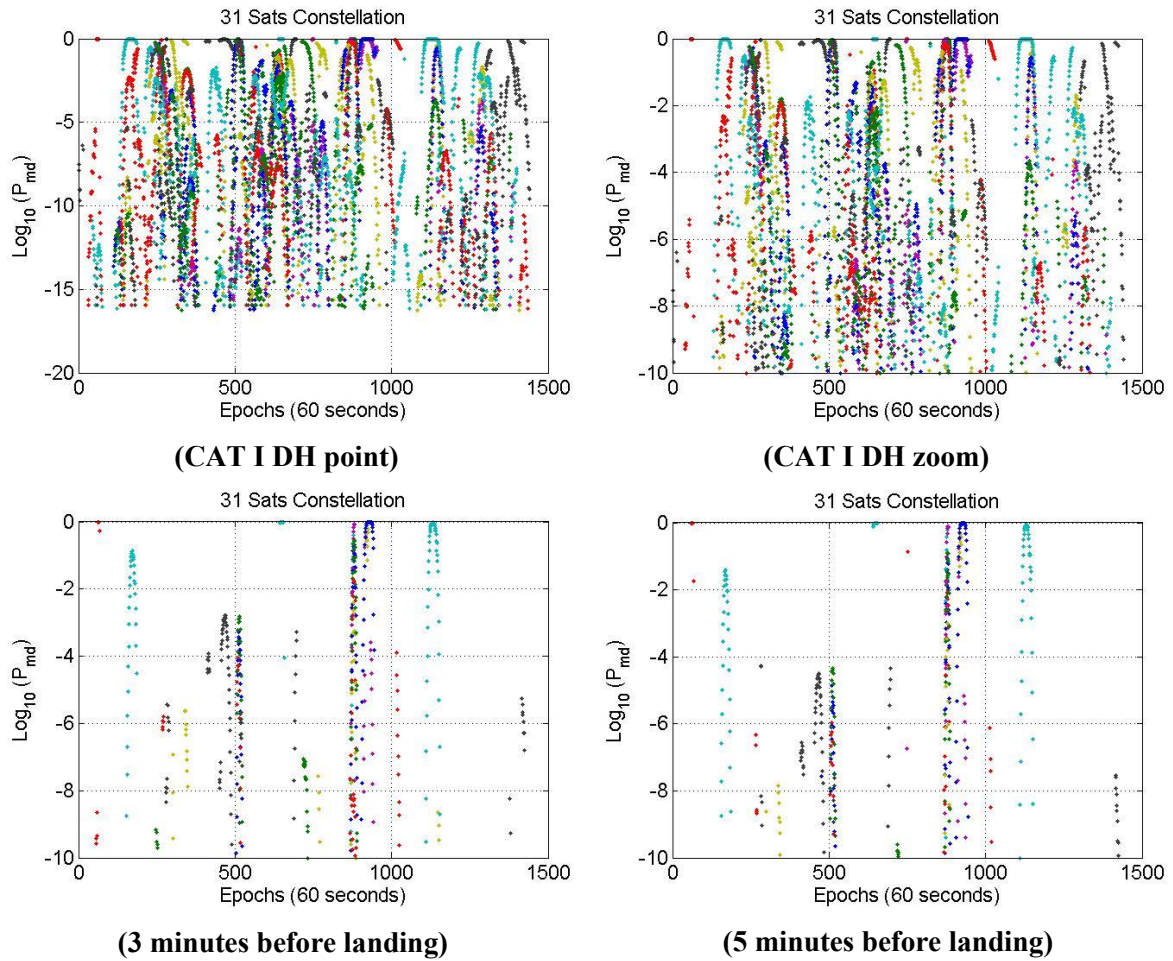 31 Sats Constellation
0
-5
-10
-15
-20
Log10 (Pmd)
0 500 1000 1500
Epochs (60 seconds)
(CAT I DH point)
31 Sats Constellation
0
-2
-4
-6
-8
-10
Log10 (Pmd)
0 500 1000 1500
Epochs (60 seconds)
(CAT I DH zoom)
31 Sats Constellation
0
-2
-4
-6
-8
-10
Log10 (Pmd)
0 500 1000 1500
Epochs (60 seconds)
(3 minutes before landing)
31 Sats Constellation
0
-2
-4
-6
-8
-10
Log10 (Pmd)
0 500 1000 1500
Epochs (60 seconds)
(5 minutes before landing)